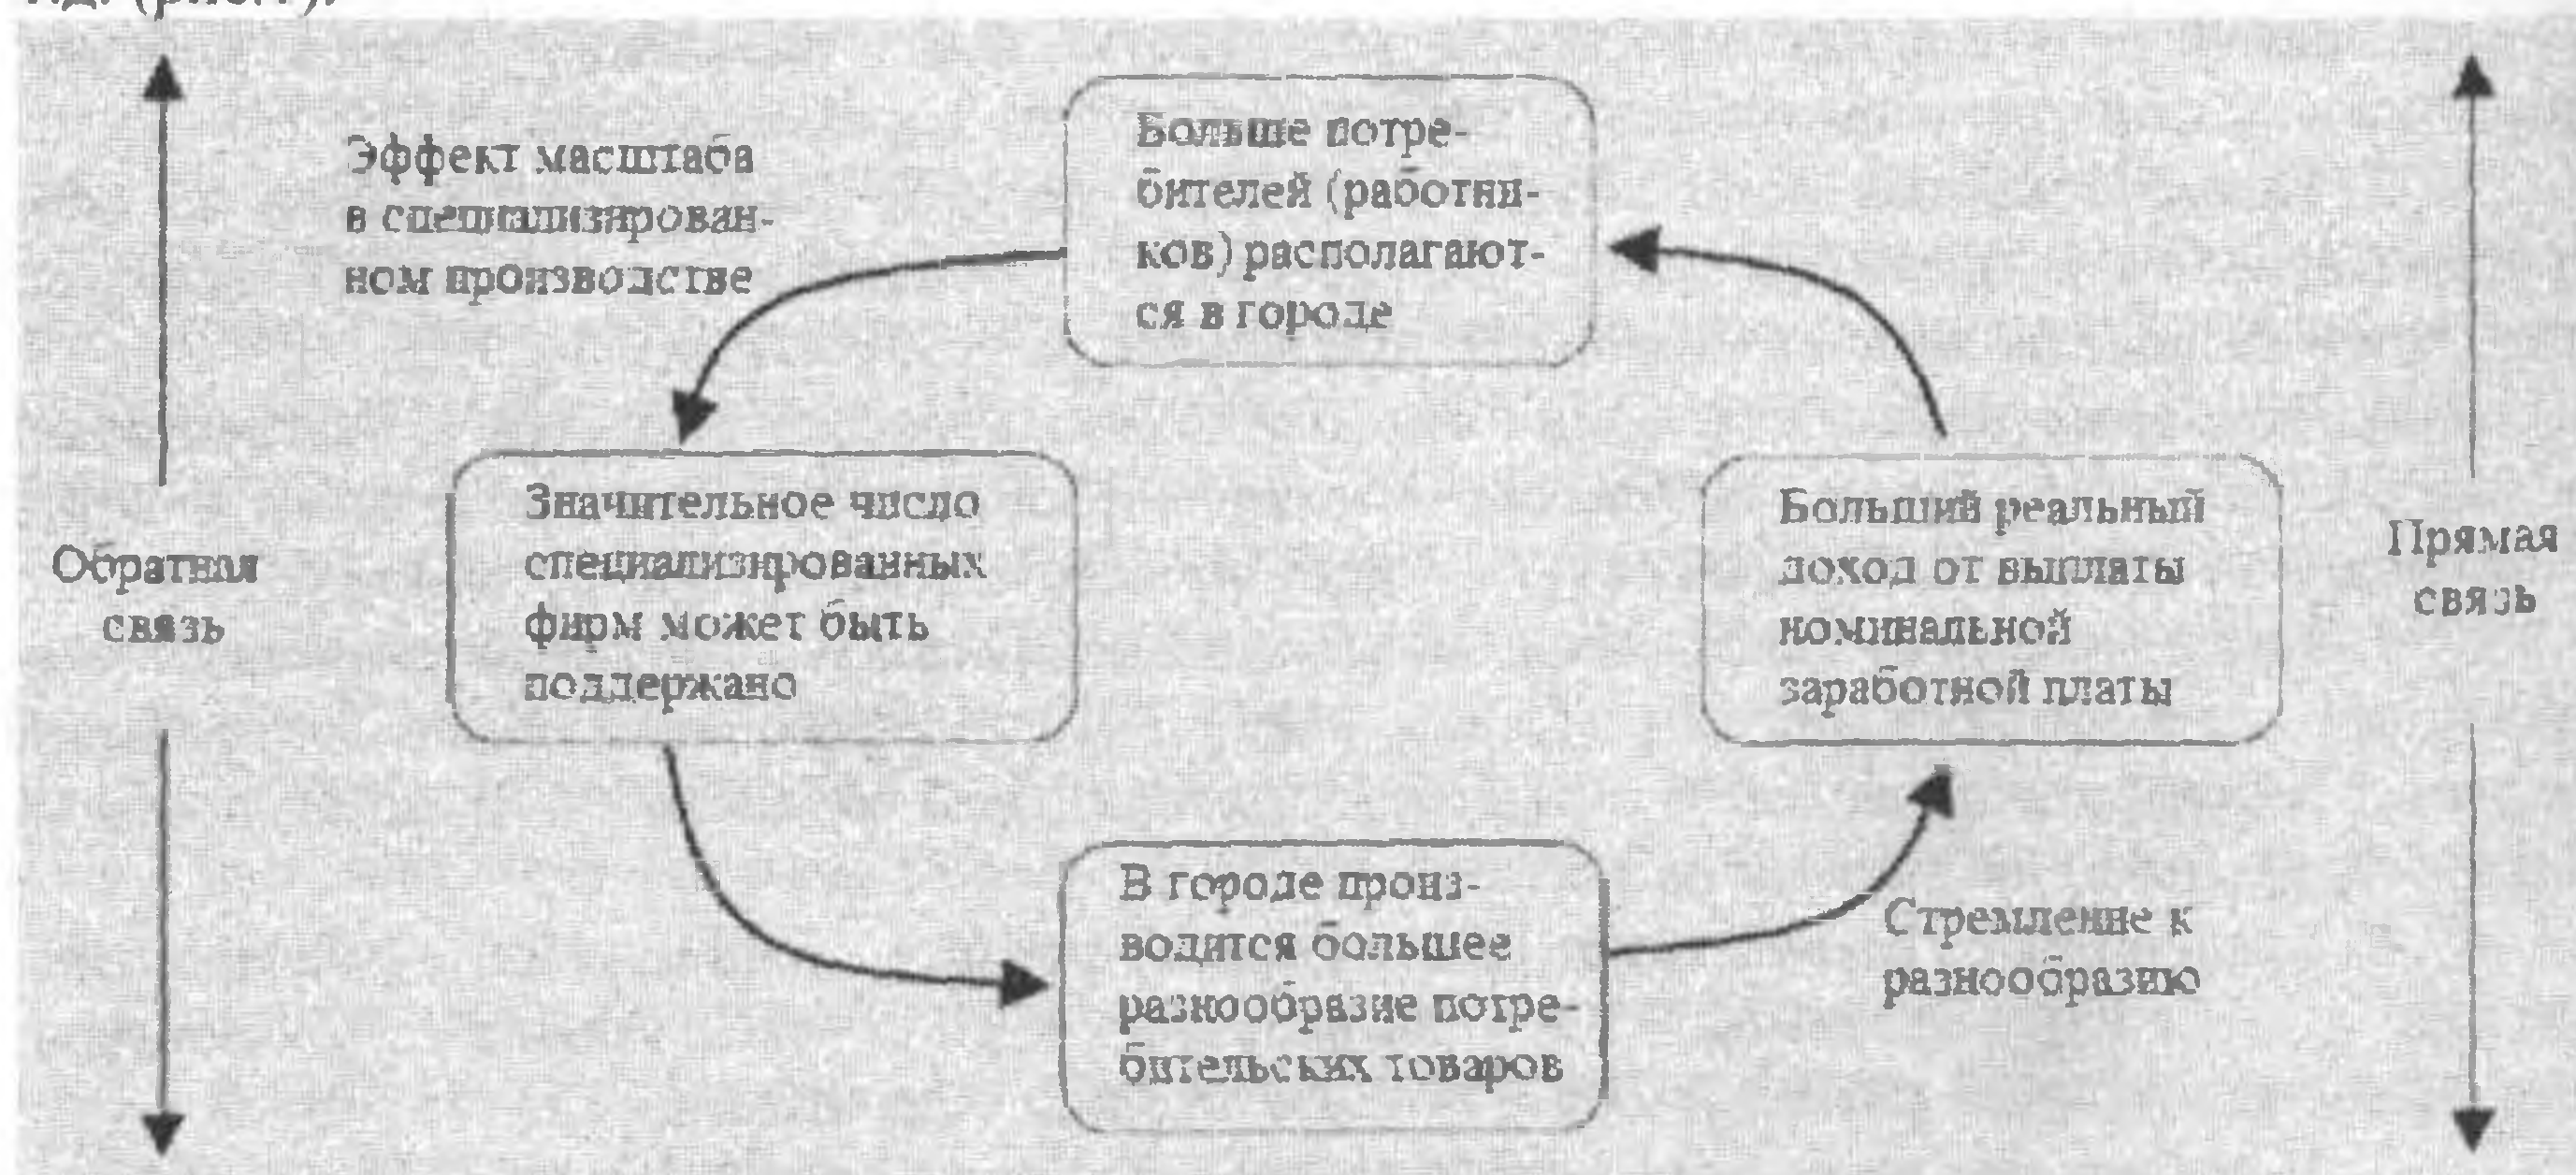 Эффект масштаба
в специализирован-
ном производстве
Больше потре-
бителей (работни-
ков) располагают-
ся в городе
Обратная
связь
Значительное число
специализированных
фирм может быть
поддержано
Больший реальный
доход от выплаты
номинальной
заработной платы
Прямая
связь
В городе произ-
водится большее
разнообразие потре-
бительских товаров
Стремление к
разнообразию